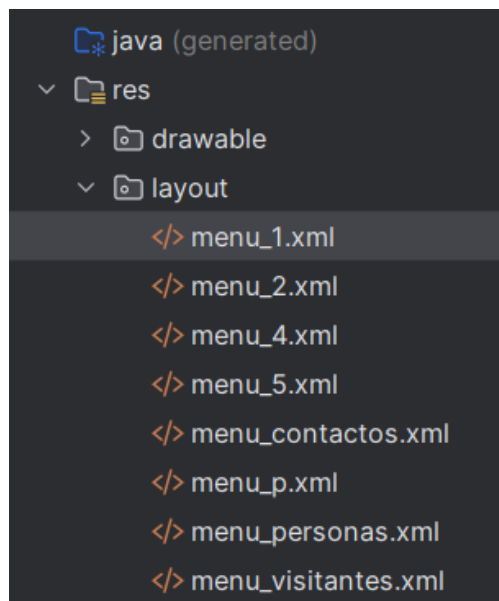 java (generated)
res
drawable
layout
menu_1.xml
menu_2.xml
menu_4.xml
menu_5.xml
menu_contactos.xml
menu_p.xml
menu_personas.xml
menu_visitantes.xml